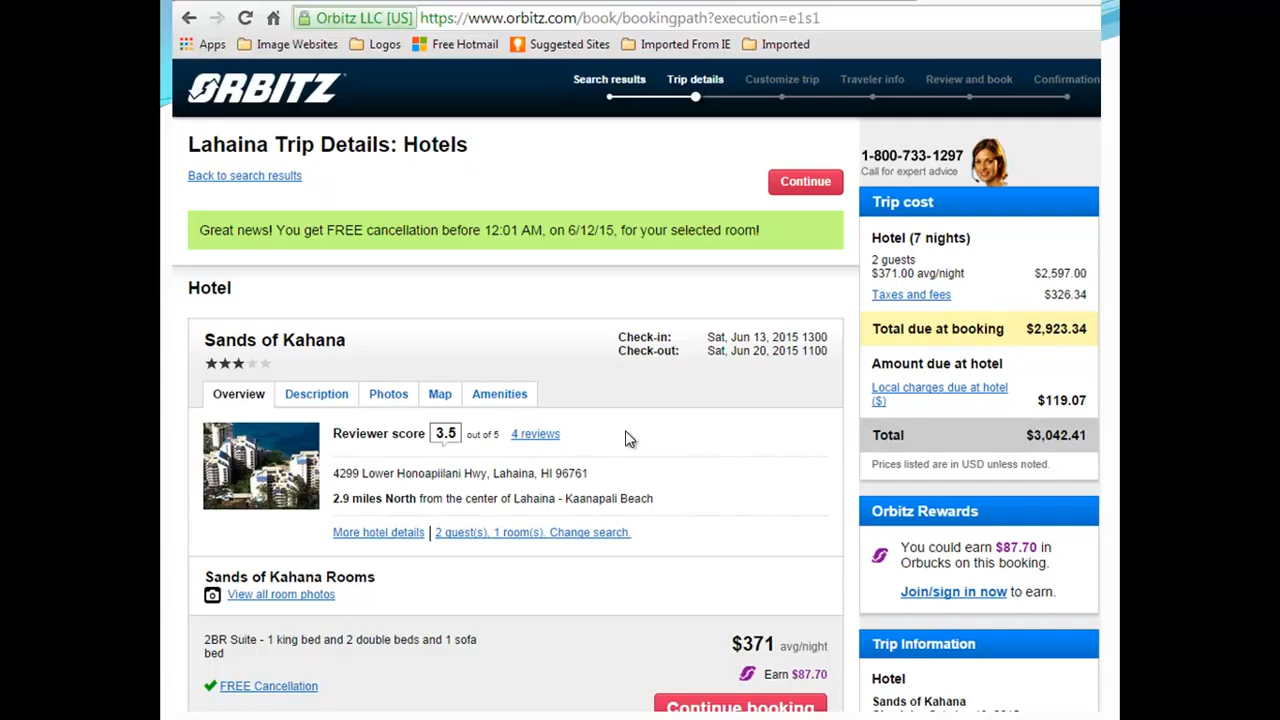 Orbitz LLC [US] https://www.orbitz.com/book/bookingpath?execution=e1s1
Apps Image Websites Logos Free Hotmail Suggested Sites Imported From IE Imported
ORBITZ
Search results Trip details Customize trip Traveler info Review and book Confirmation
Lahaina Trip Details: Hotels
Back to search results
Continue
Great news! You get FREE cancellation before 12:01 AM, on 6/12/15, for your selected room!
Hotel
Sands of Kahana
Check-in: Sat, Jun 13, 2015 1300
Check-out: Sat, Jun 20, 2015 1100
Overview Description Photos Map Amenities
Reviewer score 3.5 out of 5 4 reviews
4299 Lower Honoapiilani Hwy, Lahaina, HI 96761
2.9 miles North from the center of Lahaina - Kaanapali Beach
More hotel details | 2 guest(s), 1 room(s). Change search.
Sands of Kahana Rooms
View all room photos
2BR Suite - 1 king bed and 2 double beds and 1 sofa
bed
$371 avg/night
Earn $87.70
FREE Cancellation
Continue booking
1-800-733-1297
Call for expert advice
Trip cost
Hotel (7 nights)
2 guests
$371.00 avg/night $2,597.00
Taxes and fees $326.34
Total due at booking $2,923.34
Amount due at hotel
Local charges due at hotel
($) $119.07
Total $3,042.41
Prices listed are in USD unless noted.
Orbitz Rewards
You could earn $87.70 in
Orbucks on this booking.
Join/sign in now to earn.
Trip Information
Hotel
Sands of Kahana